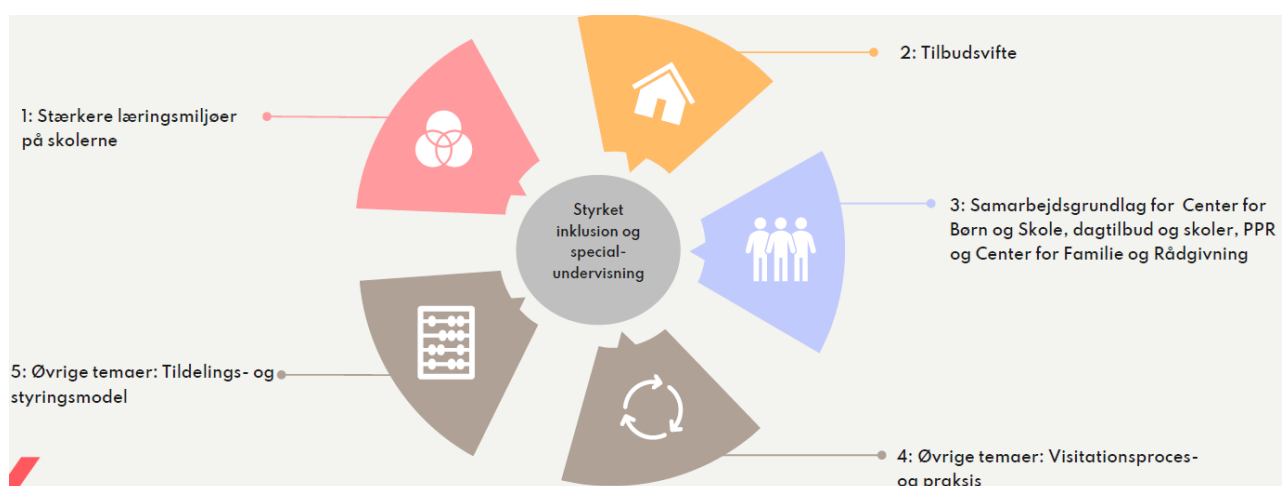 1: Stærkere læringsmiljøer
på skolerne
2: Tilbudsvifte
3: Samarbejdsgrundlag for Center for
Børn og Skole, dagtilbud og skoler, PPR
og Center for Familie og Rådgivning
Styrket
inklusion og
special-
undervisning
5: Øvrige temaer: Tildelings- og
styringsmodel
4: Øvrige temaer: Visitationsproces-
og praksis